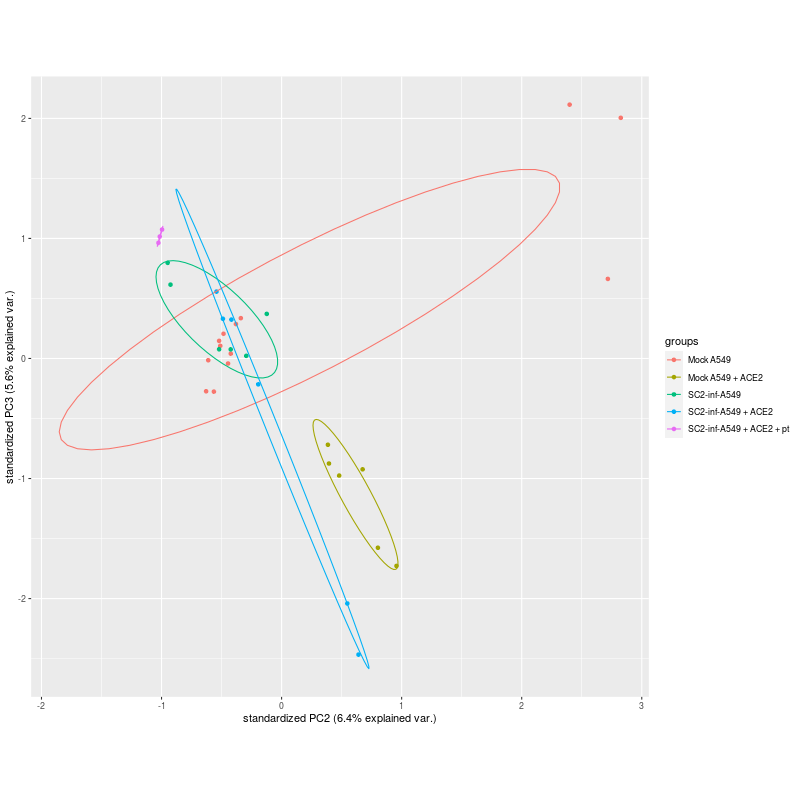 2
1
0
-1
-2
standardized PC3 (5.6% explained var.)
-2
-1
0
1
2
3
standardized PC2 (6.4% explained var.)
groups
Mock A549
Mock A549 + ACE2
SC2-inf-A549
SC2-inf-A549 + ACE2
SC2-inf-A549 + ACE2 + pt